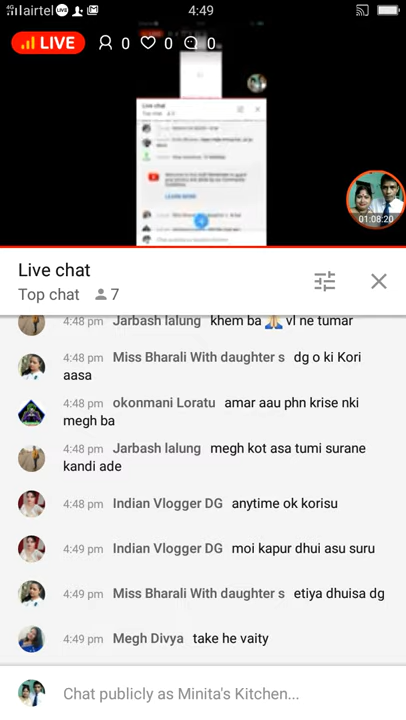 4G airtel LIVE 4:49
LIVE 0 0 0
Live chat
01:08:20
Live chat
Top chat 7
4:48 pm Jarbash lalung khem ba 🙏 vl ne tumar
4:48 pm Miss Bharali With daughter s dg o ki Kori
aasa
4:48 pm okonmani Loratu amar aau phn krise nki
megh ba
4:48 pm Jarbash lalung megh kot asa tumi surane
kandi ade
4:48 pm Indian Vlogger DG anytime ok korisu
4:49 pm Indian Vlogger DG moi kapur dhui asu suru
4:49 pm Miss Bharali With daughter s etiya dhuisa dg
4:49 pm Megh Divya take he vaity
Chat publicly as Minita's Kitchen...